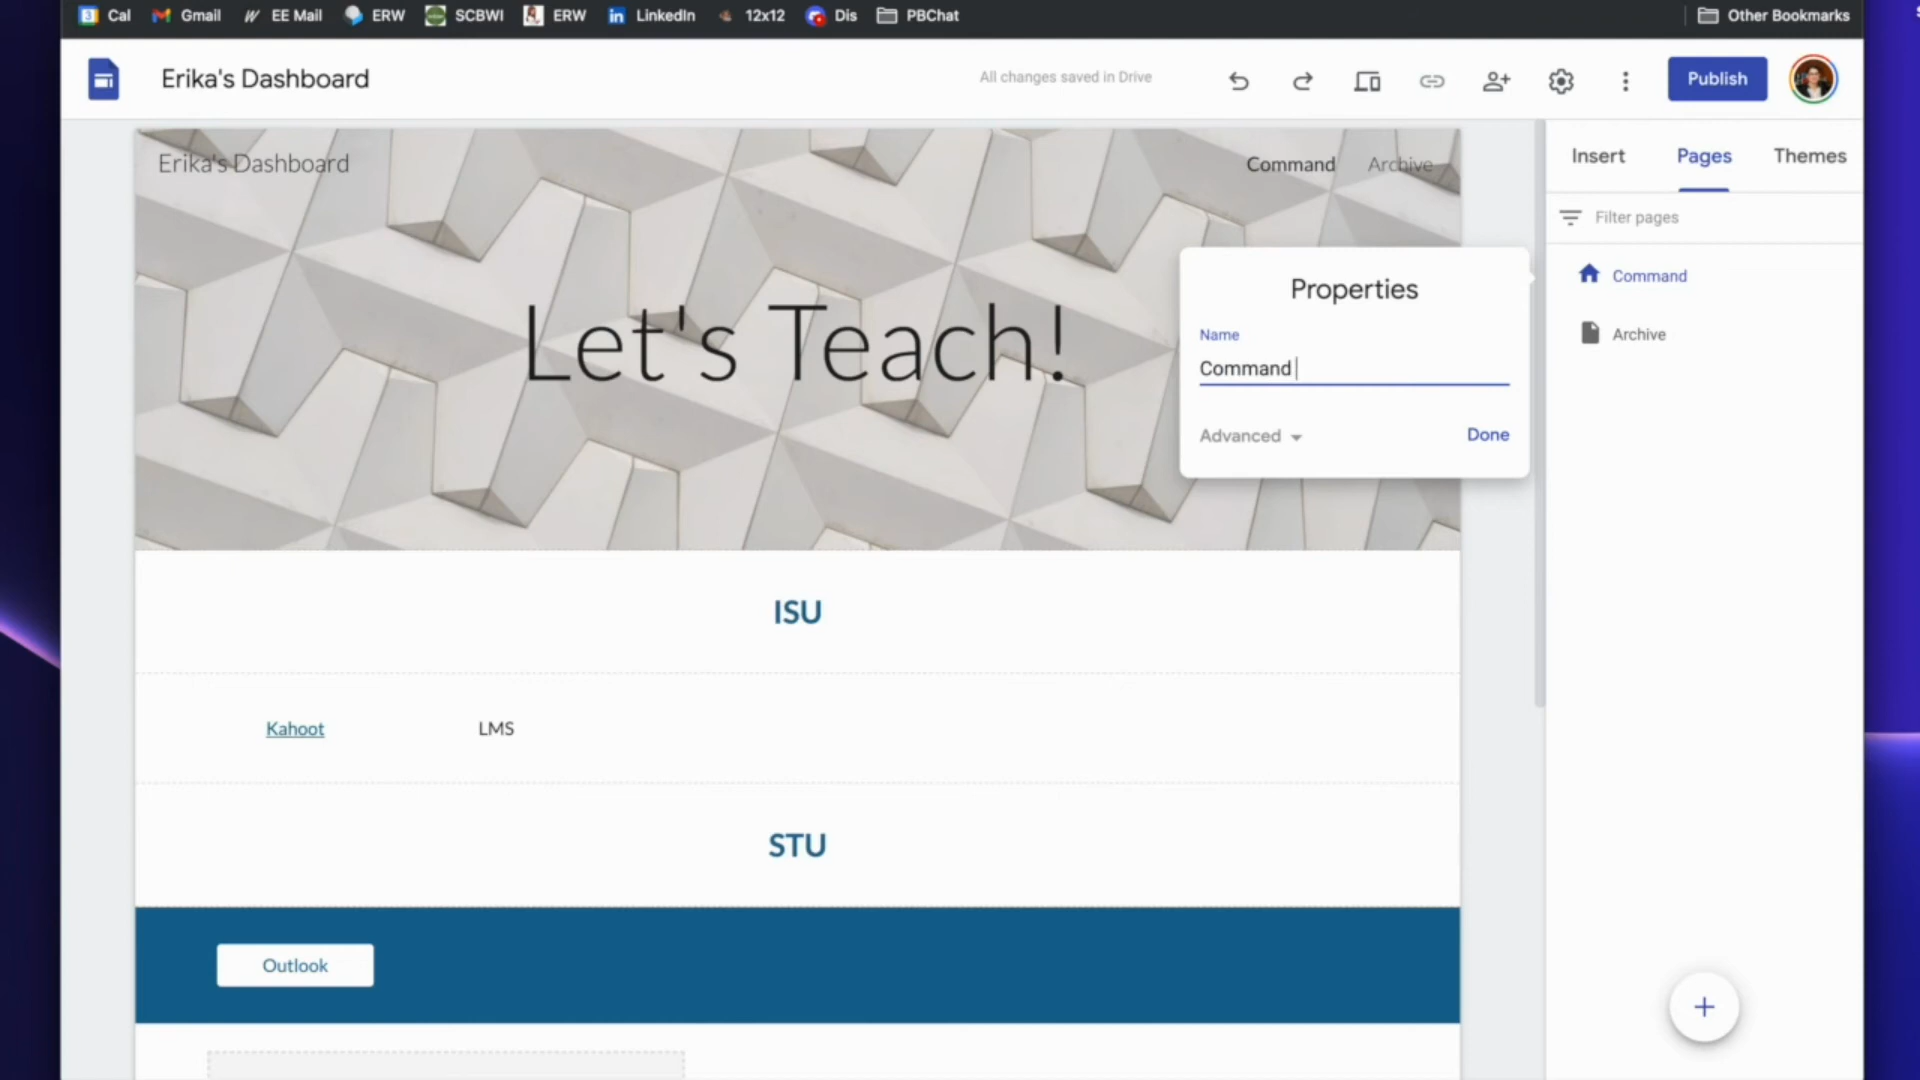 Cal Gmail EE Mail ERW SCBWI ERW LinkedIn 12x12 Dis PBChat Other Bookmarks
Erika's Dashboard All changes saved in Drive Publish
Erika's Dashboard Command Archive
Insert Pages Themes
Filter pages
Command
Archive
Let's Teach!
Properties
Name
Command
Advanced Done
ISU
Kahoot LMS
STU
Outlook